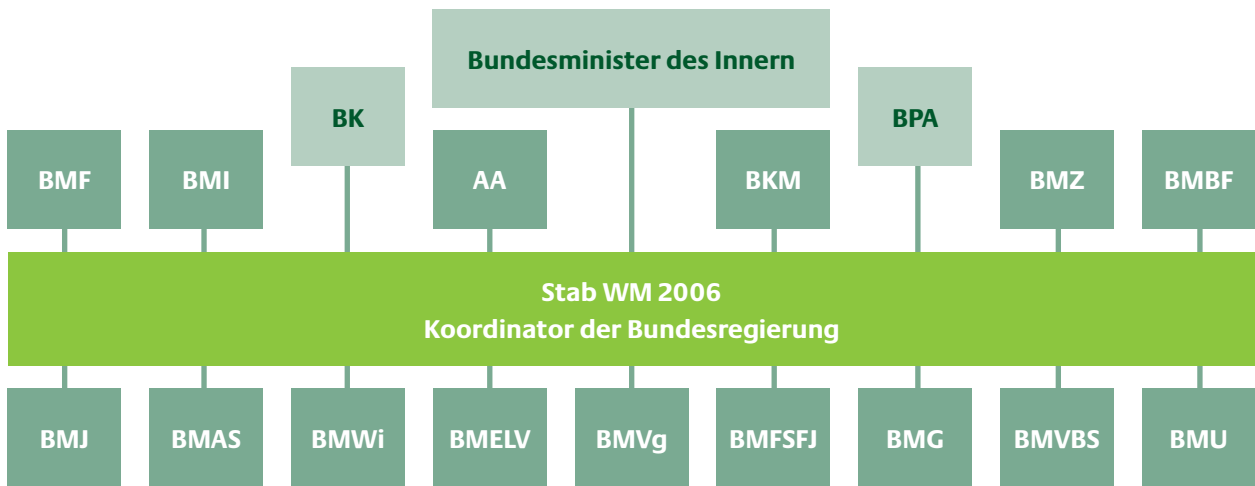 Bundesminister des Innern
BK
BPA
BMF
BMI
AA
BKM
BMZ
BMBF
Stab WM 2006
Koordinator der Bundesregierung
BMJ
BMAS
BMWi
BMELV
BMVg
BMFSFJ
BMG
BMVBS
BMU